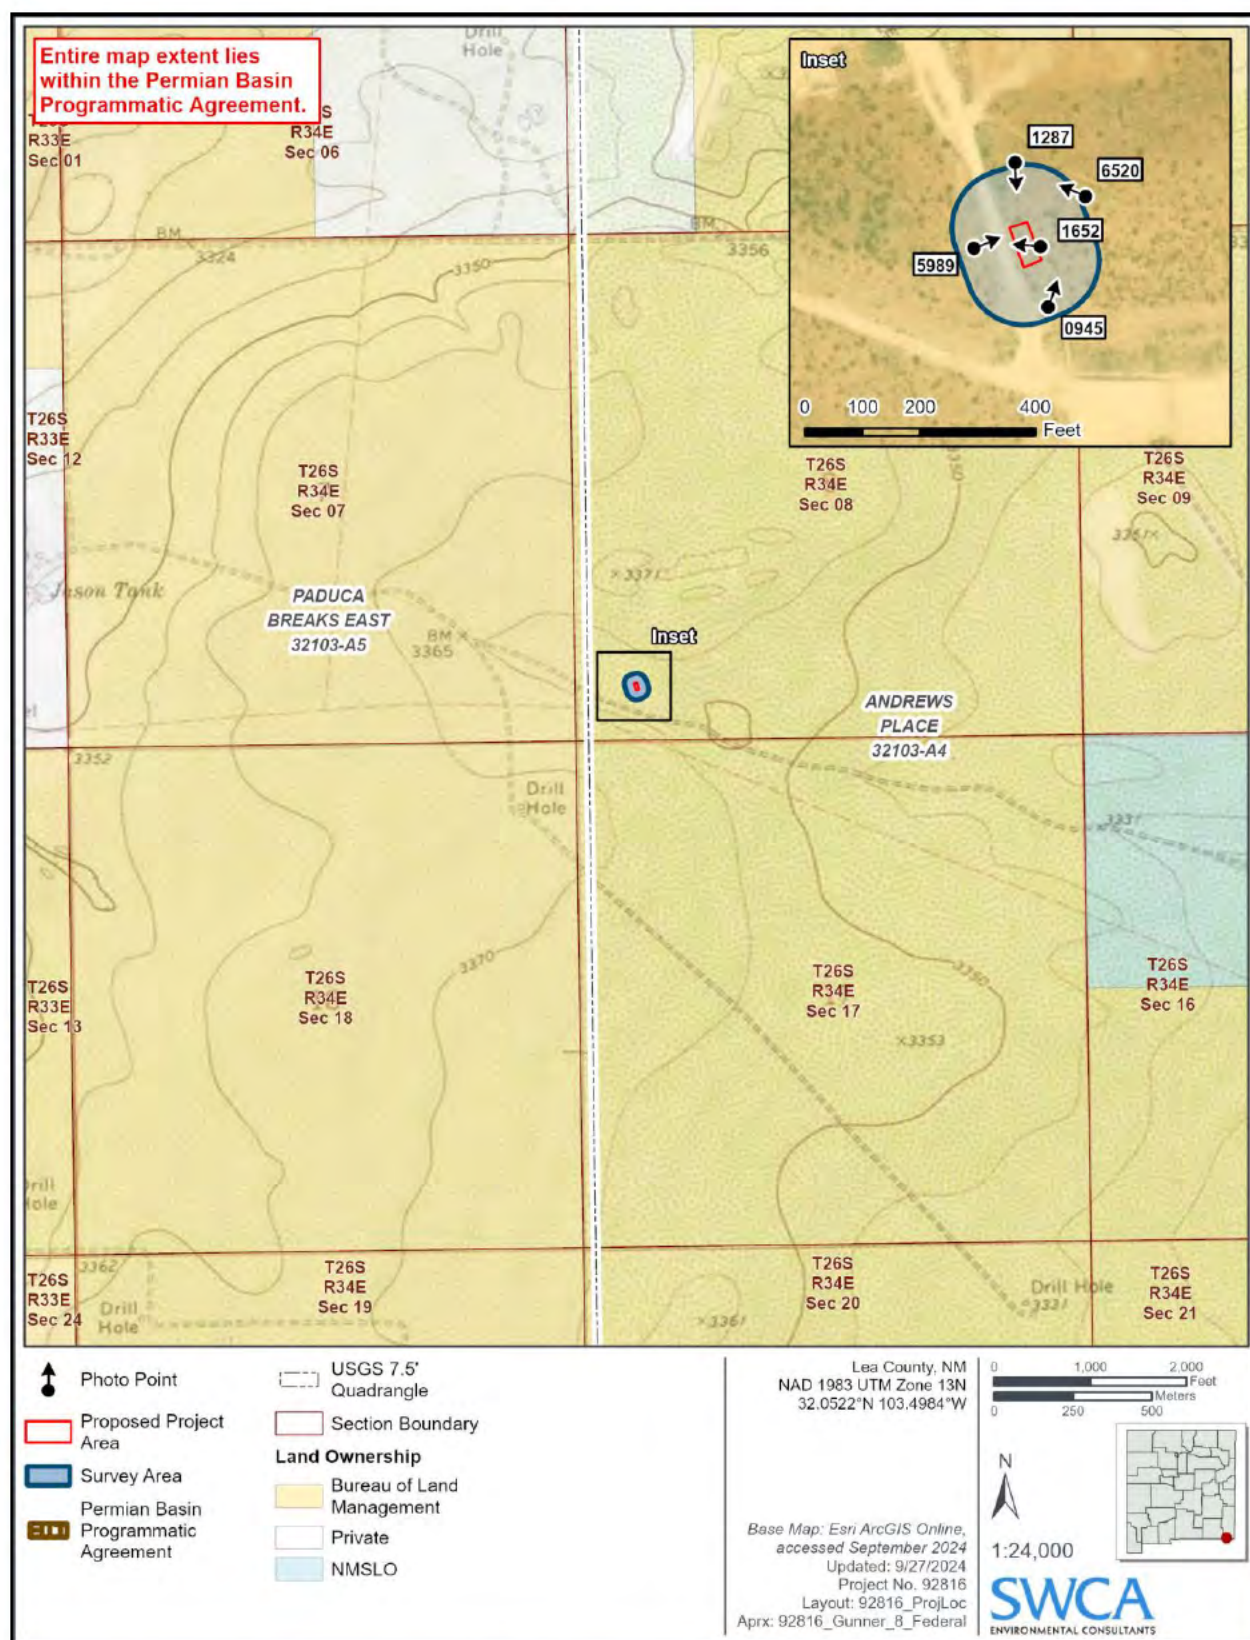 Entire map extent lies
within the Permian Basin
Programmatic Agreement.
Drill
Hole
R33E
Sec 01
R34E
Sec 06
BM
3324
3350
BM
3356
Inset
1287
6520
1652
5989
0945
0 100 200 400
Feet
T26S
R33E
Sec 12
T26S
R34E
Sec 07
T26S
R34E
Sec 08
3350
T26S
R34E
Sec 09
×3371
PADUCA
BREAKS EAST
32103-A5
BM ×
3365
Inset
ANDREWS
PLACE
32103-A4
3352
Drill
Hole
3331
3370
T26S
R33E
Sec 13
T26S
R34E
Sec 18
T26S
R34E
Sec 17
3350
T26S
R34E
Sec 16
×3353
3362
T26S
R33E
Sec 24
Drill
Hole
T26S
R34E
Sec 19
T26S
R34E
Sec 20
×3361
Drill Hole
3331
T26S
R34E
Sec 21
Photo Point
Proposed Project
Area
Survey Area
Permian Basin
Programmatic
Agreement
USGS 7.5'
Quadrangle
Section Boundary
Land Ownership
Bureau of Land
Management
Private
NMSLO
Lea County, NM
NAD 1983 UTM Zone 13N
32.0522°N 103.4984°W
Base Map: Esri ArcGIS Online,
accessed September 2024
Updated: 9/27/2024
Project No. 92816
Layout: 92816_ProjLoc
Aprx: 92816_Gunner_8_Federal
0 1,000 2,000
Feet
Meters
0 250 500
N
1:24,000
SWCA
ENVIRONMENTAL CONSULTANTS